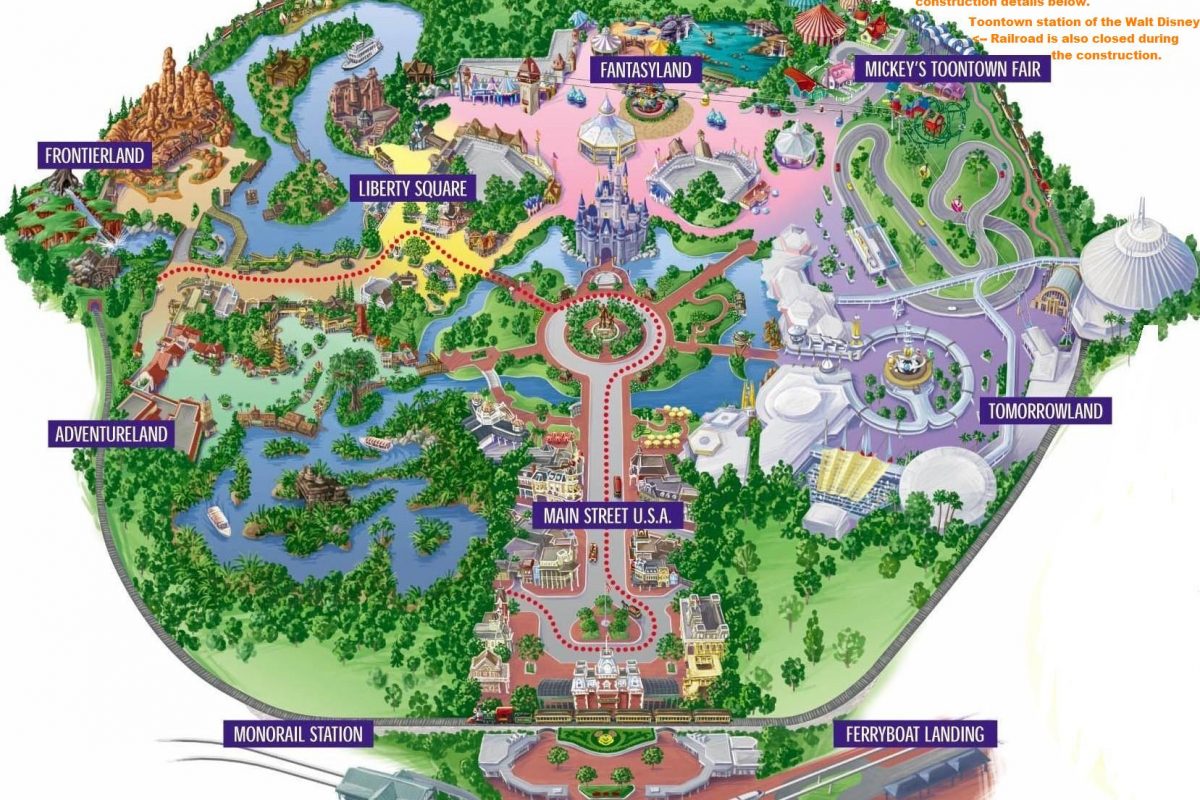 construction details below.
Toontown station of the Walt Disney
<-- Railroad is also closed during
the construction.
FANTASYLAND
MICKEY'S TOONTOWN FAIR
FRONTIERLAND
LIBERTY SQUARE
ADVENTURELAND
TOMORROWLAND
MAIN STREET U.S.A.
MONORAIL STATION
FERRYBOAT LANDING